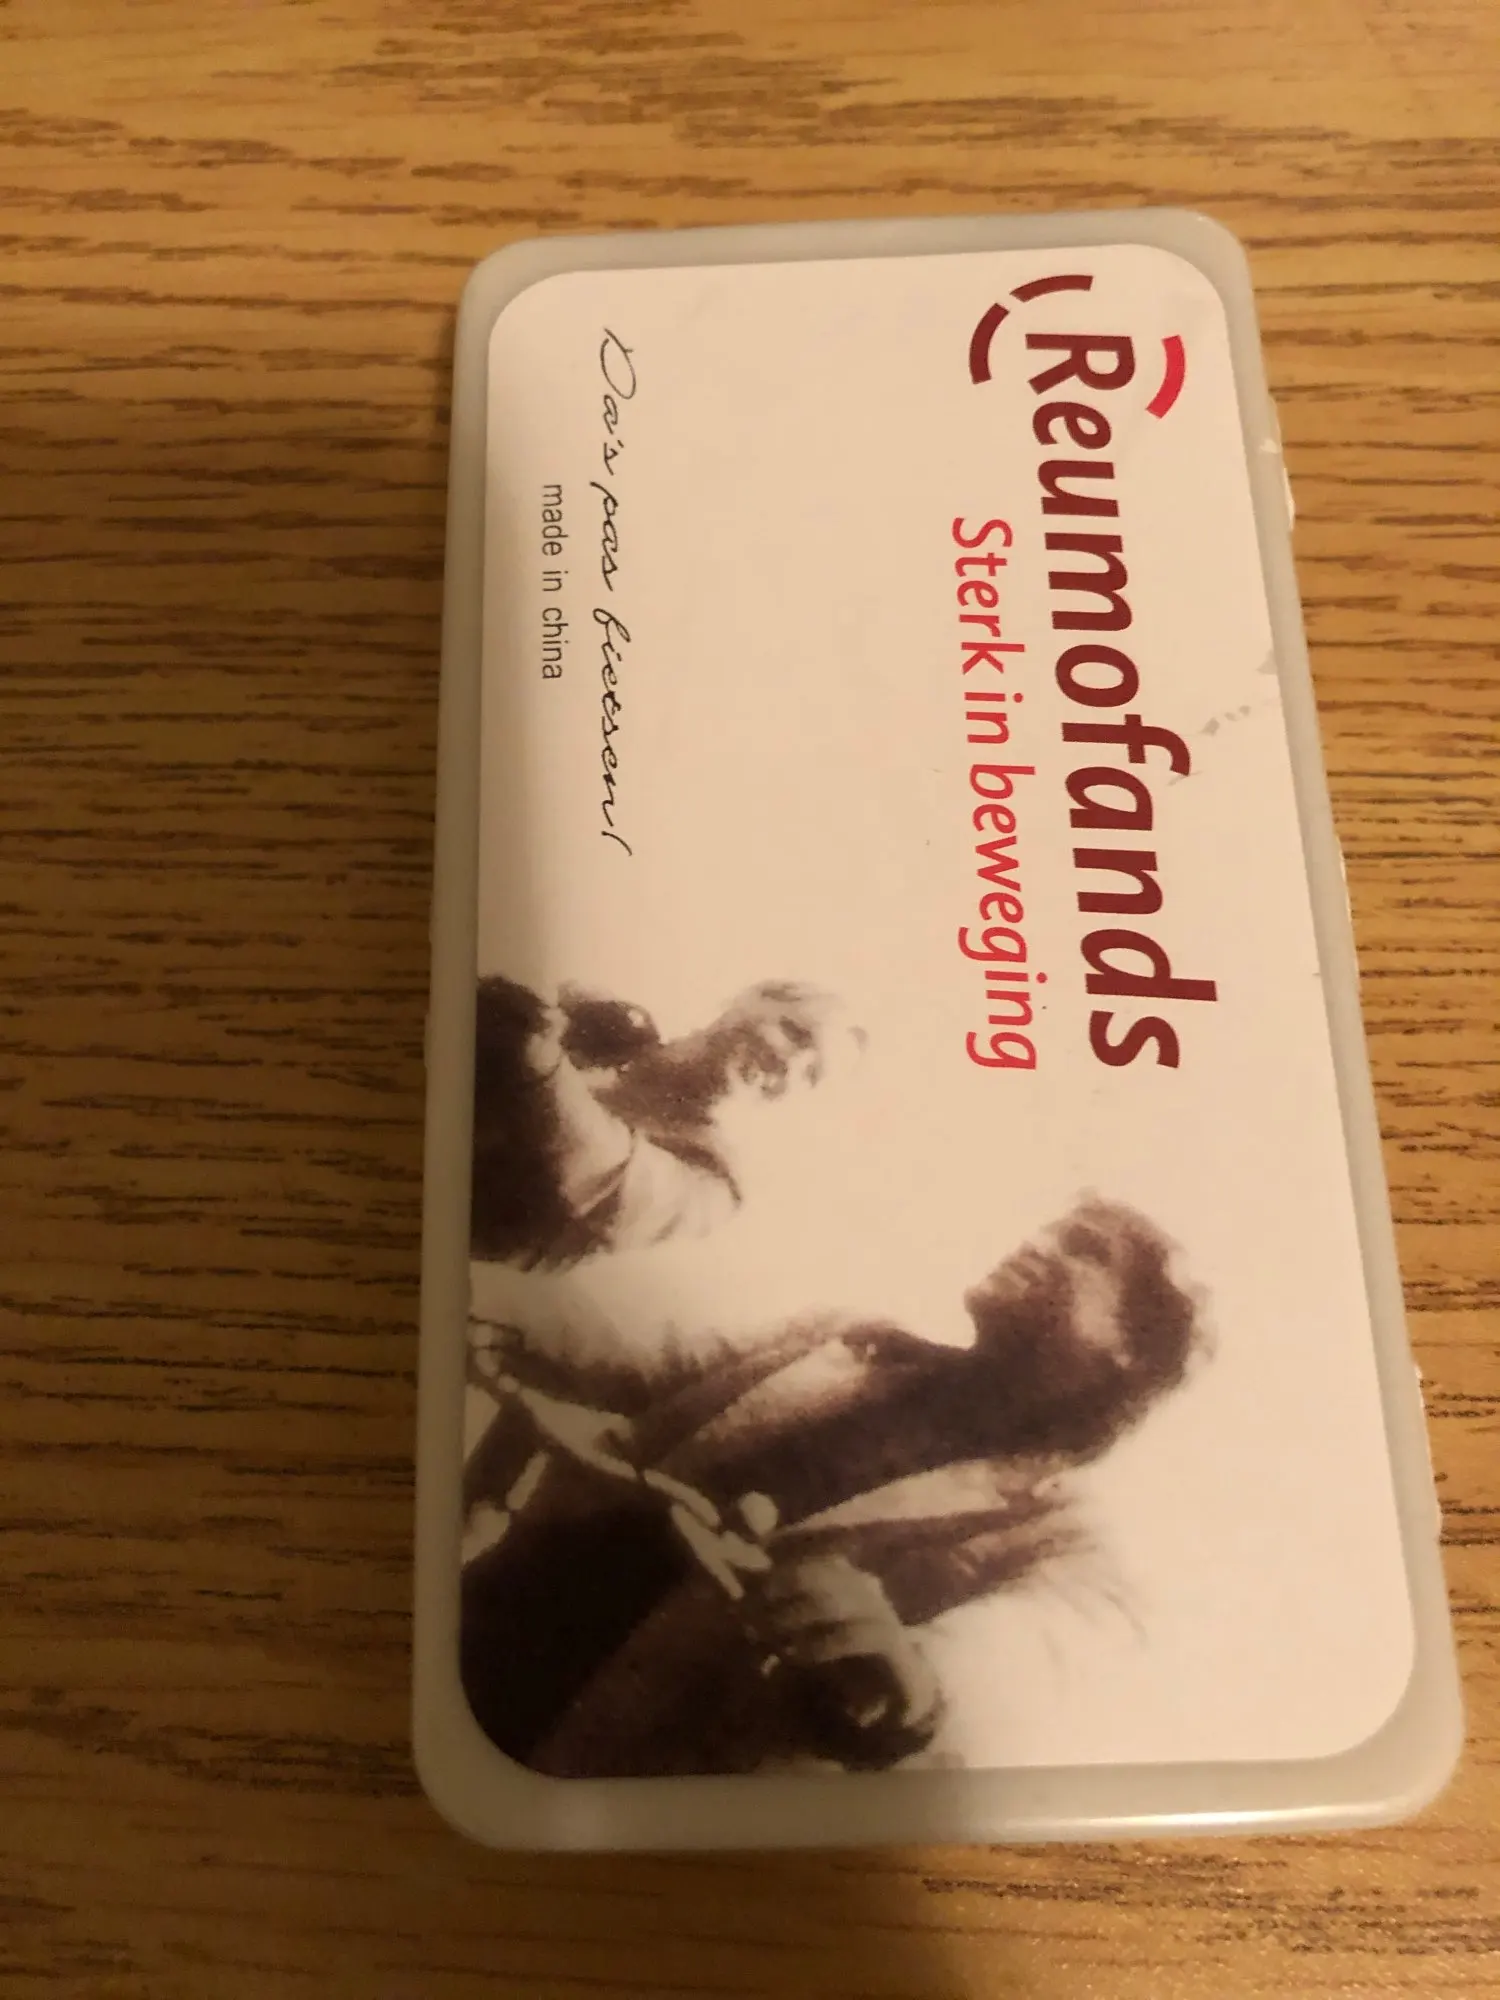 Reumofonds
Sterk in beweging
Da's pas fietsen!
made in china